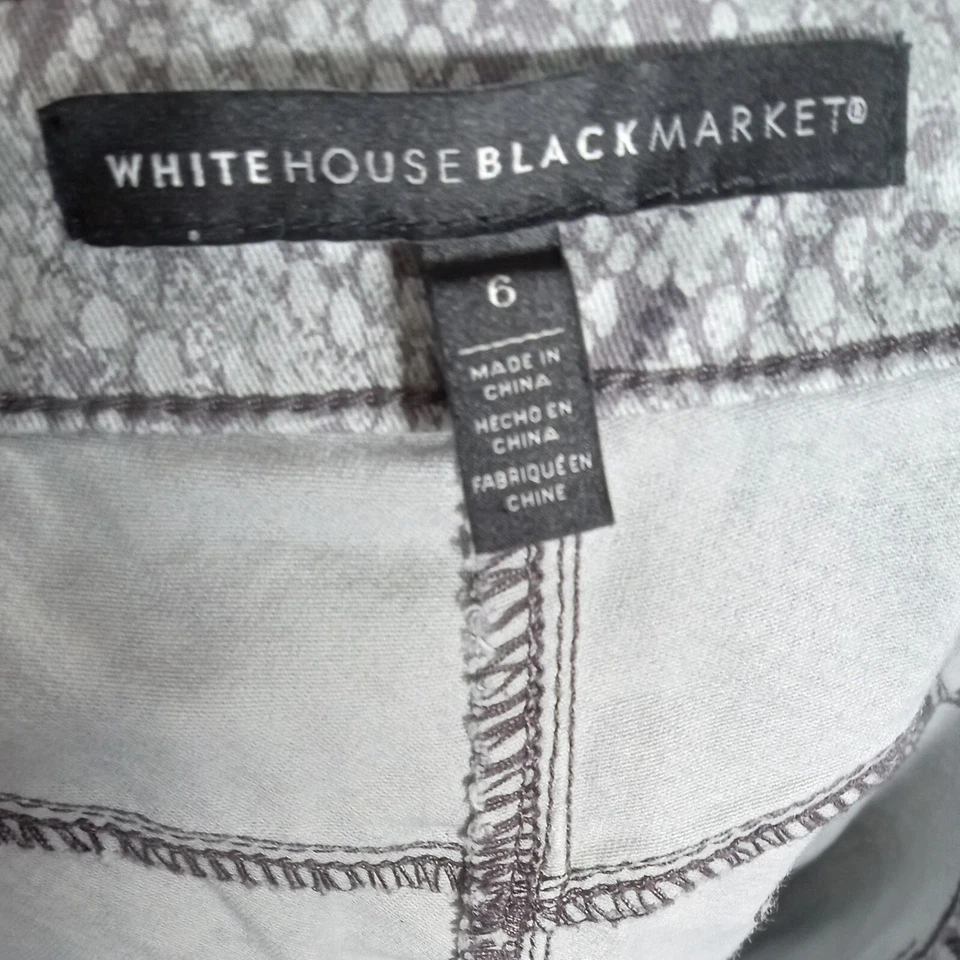 WHITEHOUSEBLACKMARKET®
6
MADE IN
CHINA
HECHO EN
CHINA
FABRIQUÉ EN
CHINE